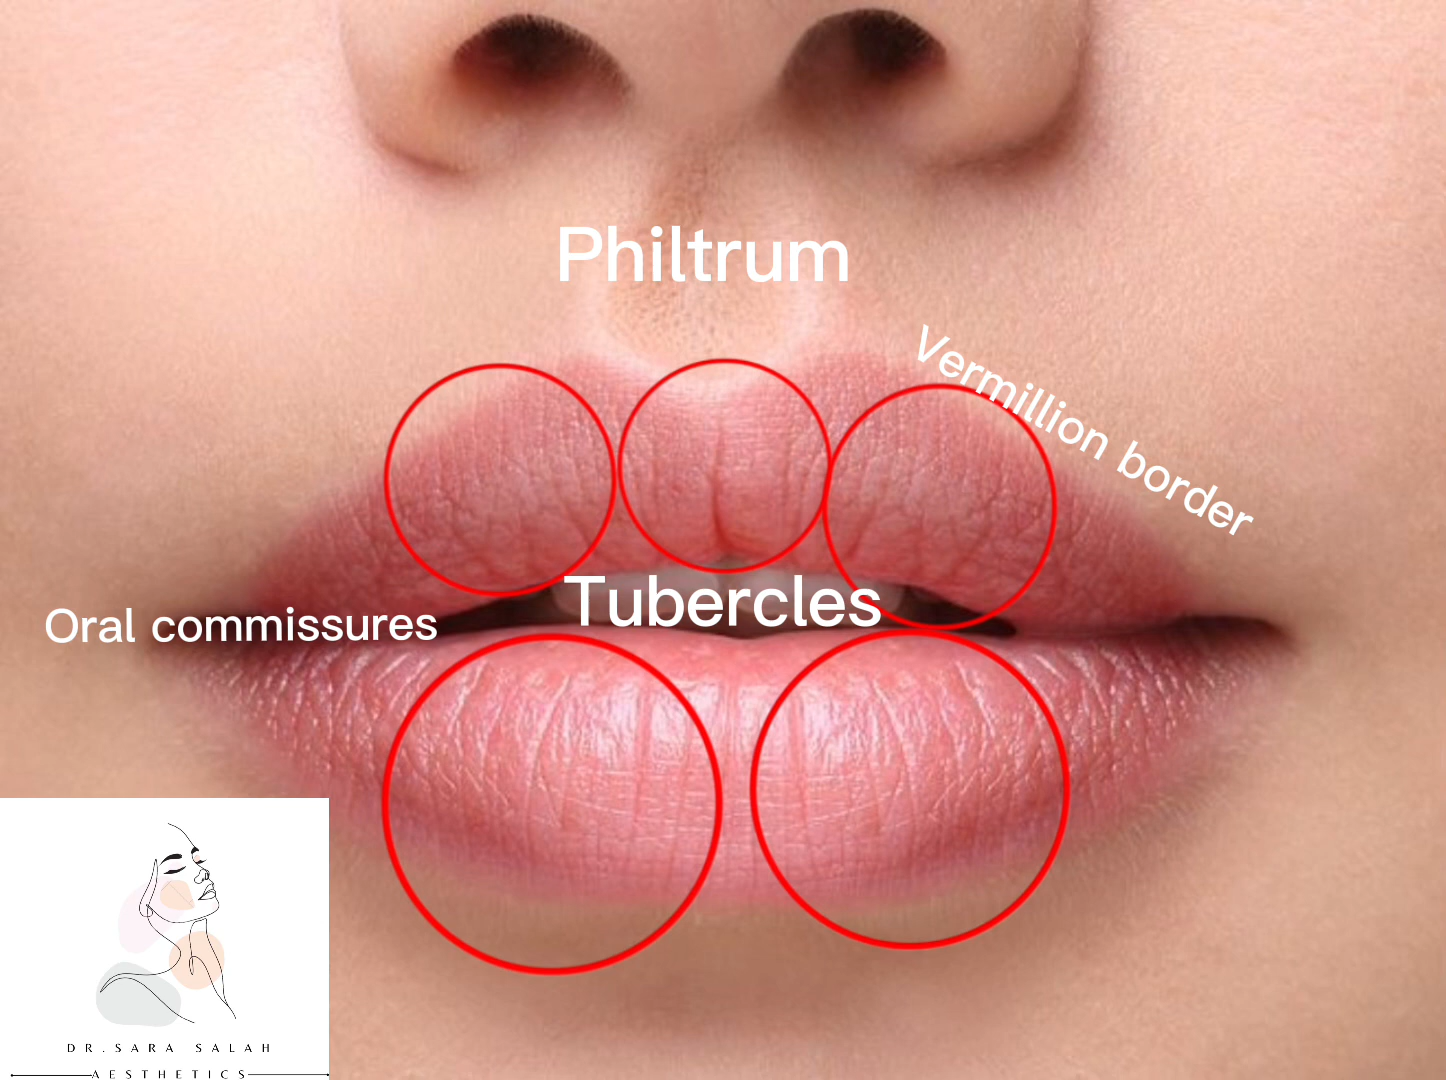 Philtrum
Vermillion border
Tubercles
Oral commissures
DR.SARA SALAH
AESTHETICS